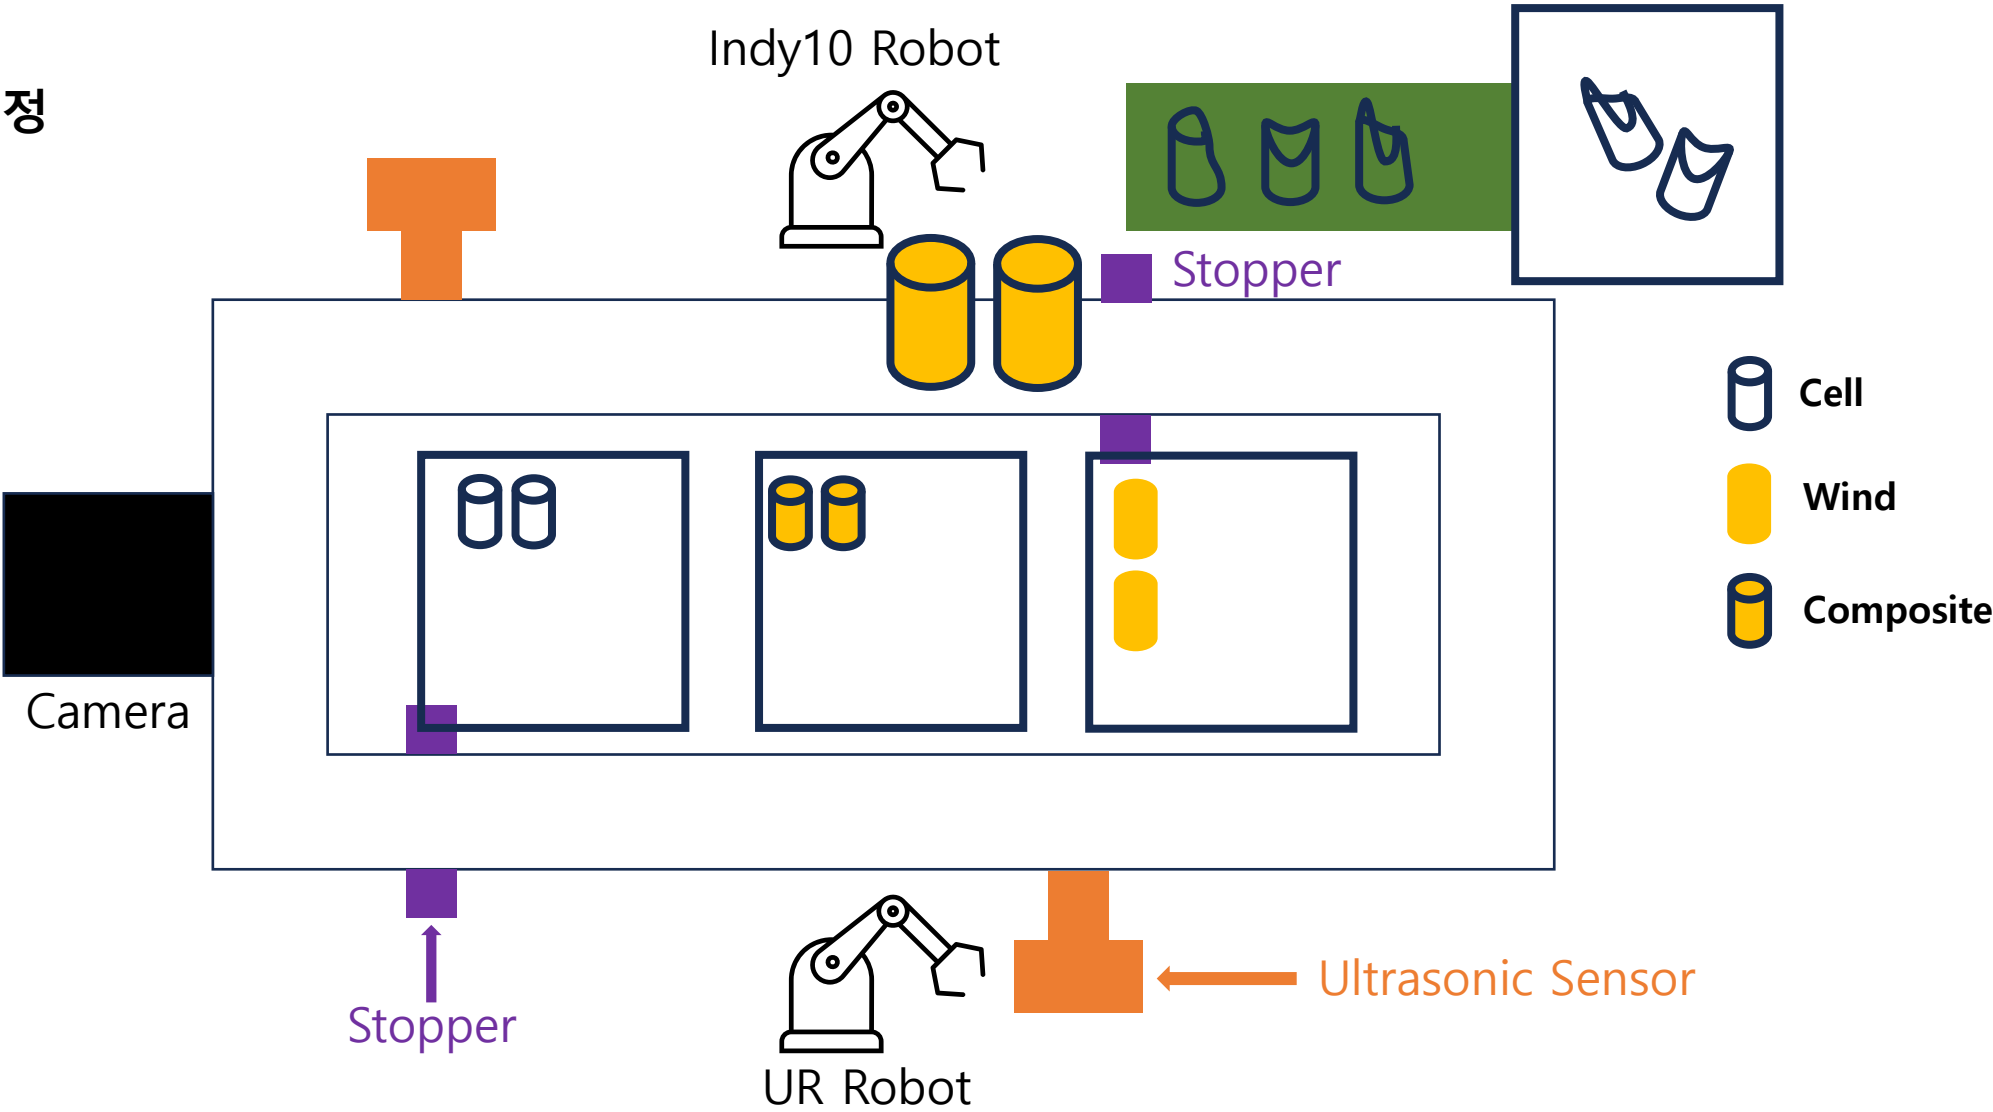 Indy10 Robot
정
Stopper
Cell
Wind
Composite
Camera
Ultrasonic Sensor
Stopper
UR Robot